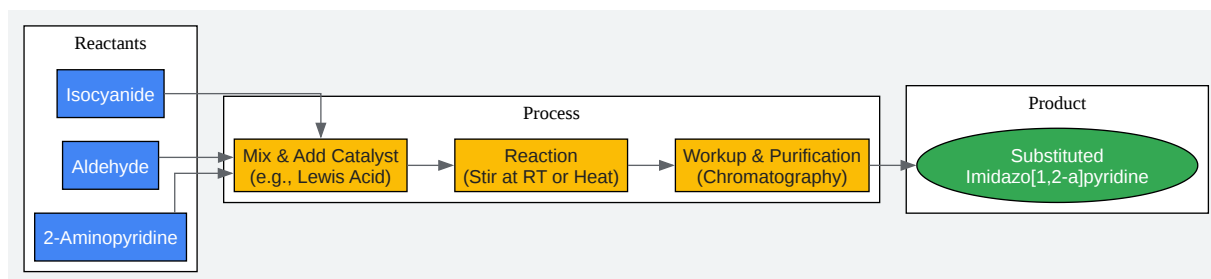 Reactants
Isocyanide
Aldehyde
2-Aminopyridine
Process
Mix & Add Catalyst
(e.g., Lewis Acid)
Reaction
(Stir at RT or Heat)
Workup & Purification
(Chromatography)
Product
Substituted
Imidazo[1,2-a]pyridine